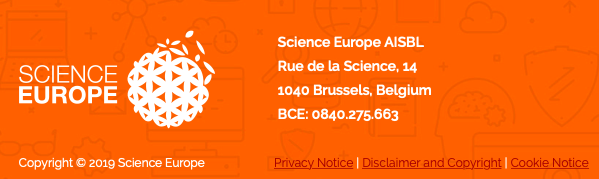 SCIENCE
EUROPE
Science Europe AISBL
Rue de la Science, 14
1040 Brussels, Belgium
BCE: 0840.275.663
Copyright © 2019 Science Europe
Privacy Notice | Disclaimer and Copyright | Cookie Notice